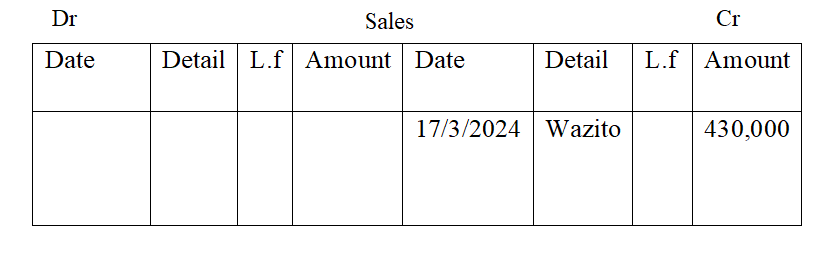 Dr Sales Cr
Date Detail L.f Amount Date Detail L.f Amount
17/3/2024 Wazito 430,000